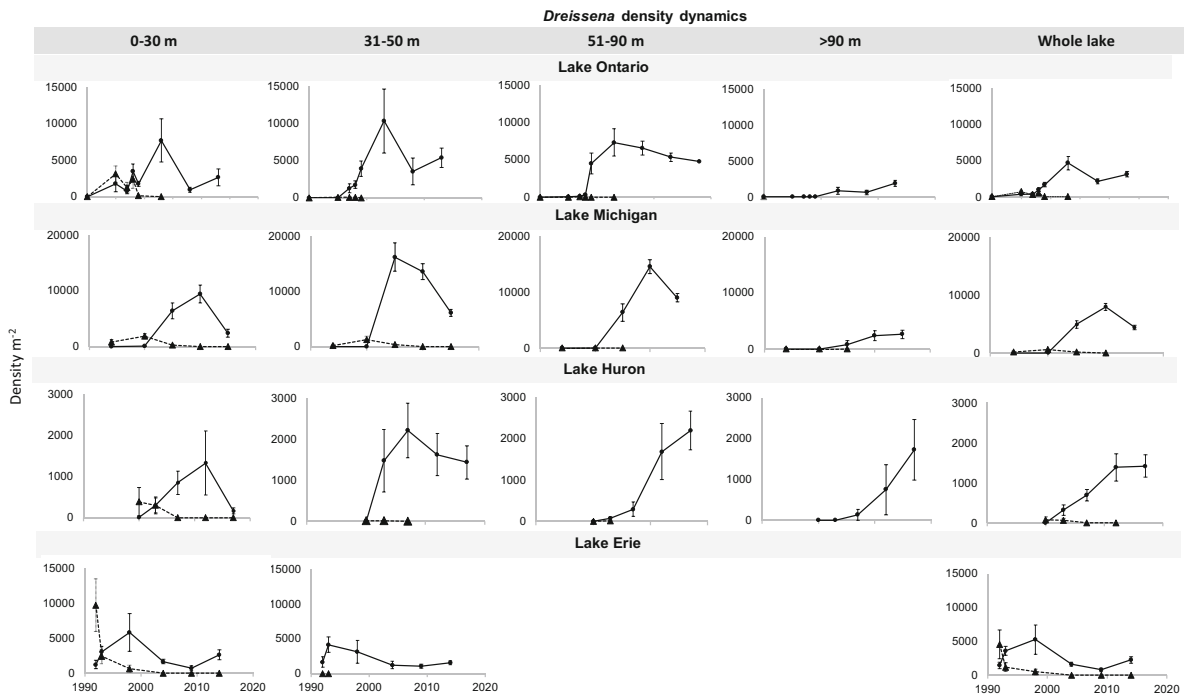 Dreissena density dynamics
0-30 m 31-50 m 51-90 m >90 m Whole lake
Lake Ontario
15000 15000 15000 15000 15000
10000 10000 10000 10000 10000
5000 5000 5000 5000 5000
0 0 0 0 0
Lake Michigan
20000 20000 20000 20000 20000
10000 10000 10000 10000 10000
0 0 0 0 0
Density m-2
Lake Huron
3000 3000 3000 3000 3000
2000 2000 2000 2000 2000
1000 1000 1000 1000 1000
0 0 0 0 0
Lake Erie
15000 15000 15000
10000 10000 10000
5000 5000 5000
0 0 0
1990 2000 2010 2020 1990 2000 2010 2020 1990 2000 2010 2020